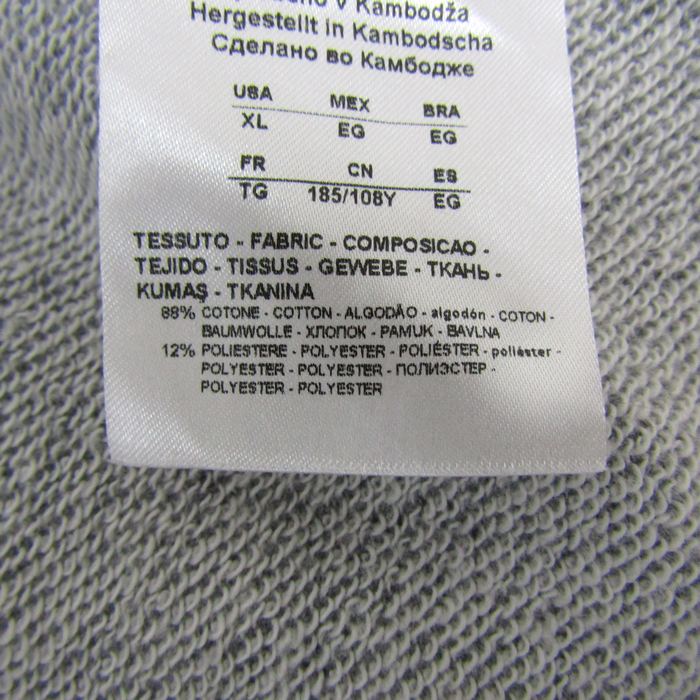 v Kambodža
Hergestellt in Kambodscha
Сделано во Камбодже
USA MEX BRA
XL EG EG
FR CN ES
TG 185/108Y EG
TESSUTO - FABRIC - COMPOSICAO -
TEJIDO - TISSUS - GEWEBE - ТКАНЬ -
KUMAŞ - TKANINA
88% COTONE - COTTON - ALGODÃO - algodón - COTON -
BAUMWOLLE - ХЛОПОК - PAMUK - BAVLNA
12% POLIESTERE - POLYESTER - POLIÉSTER - poliéster -
POLYESTER - POLYESTER - ПОЛИЭСТЕР -
POLYESTER - POLYESTER